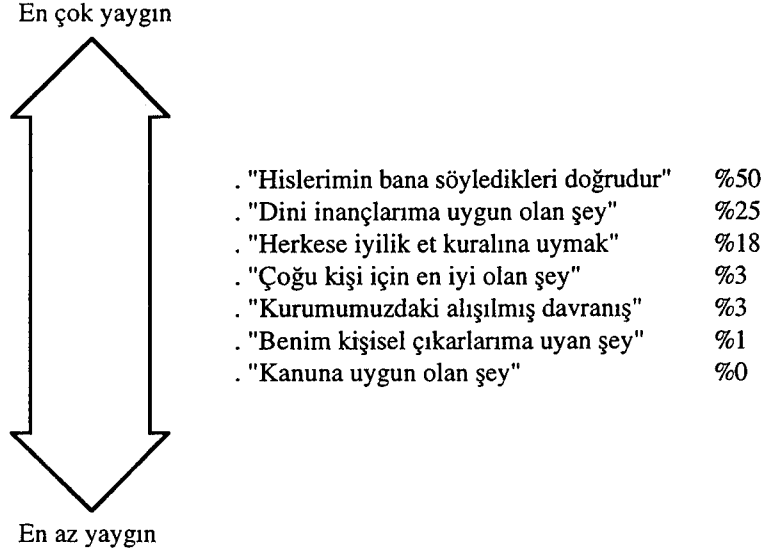 En çok yaygın
. "Hislerimin bana söyledikleri doğrudur" %50
. "Dini inançlarıma uygun olan şey" %25
. "Herkese iyilik et kuralına uymak" %18
. "Çoğu kişi için en iyi olan şey" %3
. "Kurumumuzdaki alışılmış davranış" %3
. "Benim kişisel çıkarlarıma uyan şey" %1
. "Kanuna uygun olan şey" %0
En az yaygın